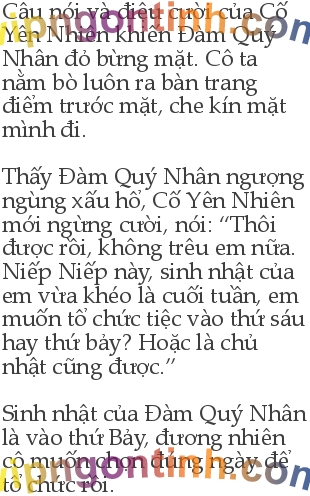 Câu nói và điệu cười của Cố
Yên Nhiên khiến Đàm Quý
Nhân đỏ bừng mặt. Cô ta
nằm bò luôn ra bàn trang
điểm trước mặt, che kín mặt
mình đi.
Thấy Đàm Quý Nhân ngượng
ngùng xấu hổ, Cố Yên Nhiên
mới ngừng cười, nói: “Thôi
được rồi, không trêu em nữa.
Niếp Niếp này, sinh nhật của
em vừa khéo là cuối tuần, em
muốn tổ chức tiệc vào thứ sáu
hay thứ bảy? Hoặc là chủ
nhật cũng được.”
Sinh nhật của Đàm Quý Nhân
là vào thứ Bảy, đương nhiên
cô muốn chọn đúng ngày để
tổ chức rồi.
vipngontinh.com
vipngontinh.com